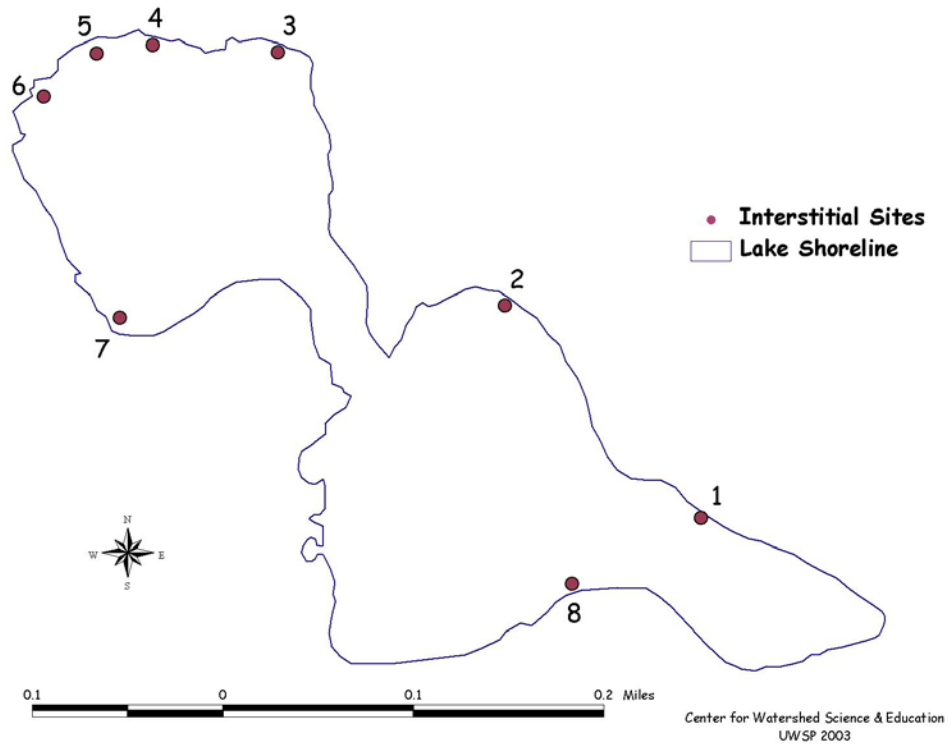 5
4
3
6
Interstitial Sites
Lake Shoreline
2
7
1
N
W E
S
8
0.1 0 0.1 0.2 Miles
Center for Watershed Science & Education
UWSP 2003